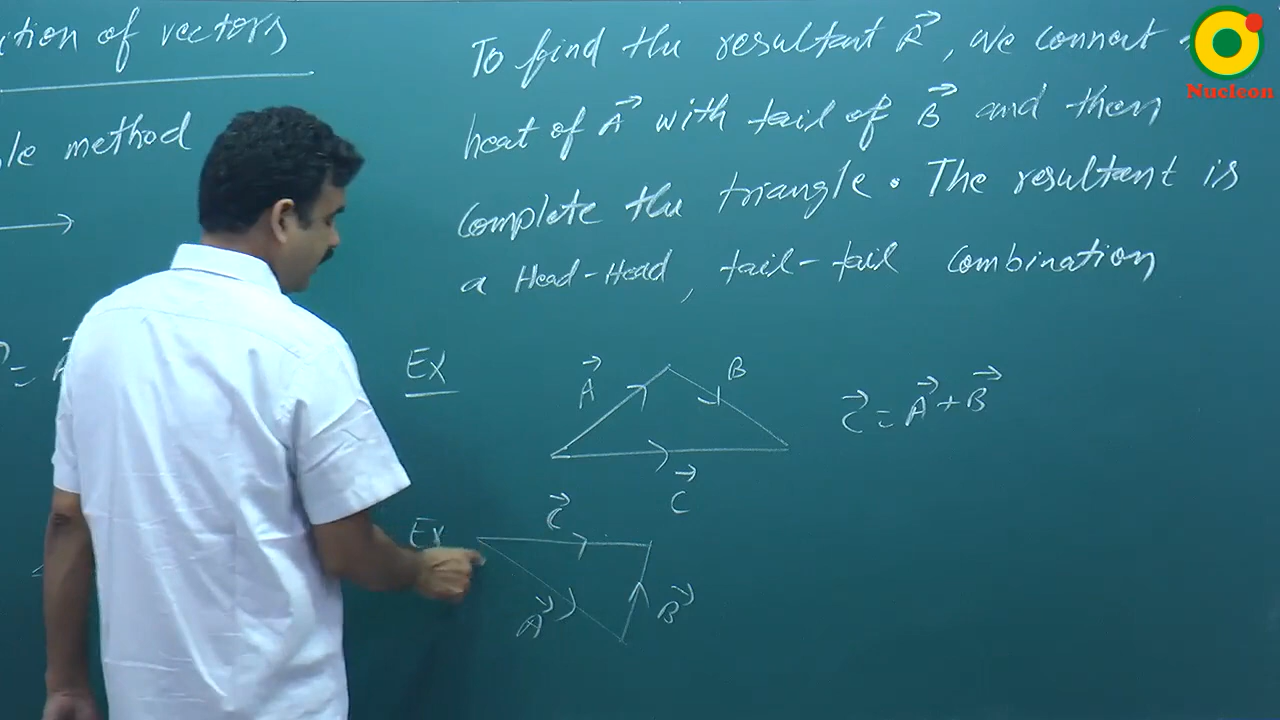 ition of vectors
le method
To find the resultant R⃗, we connect
heat of A⃗ with tail of B⃗ and then
complete the triangle. The resultant is
a Head-Head, tail-tail combination
Ex
A⃗
B
C⃗
C⃗ = A⃗ + B⃗
Ex
C⃗
A⃗
B⃗
Nucleon